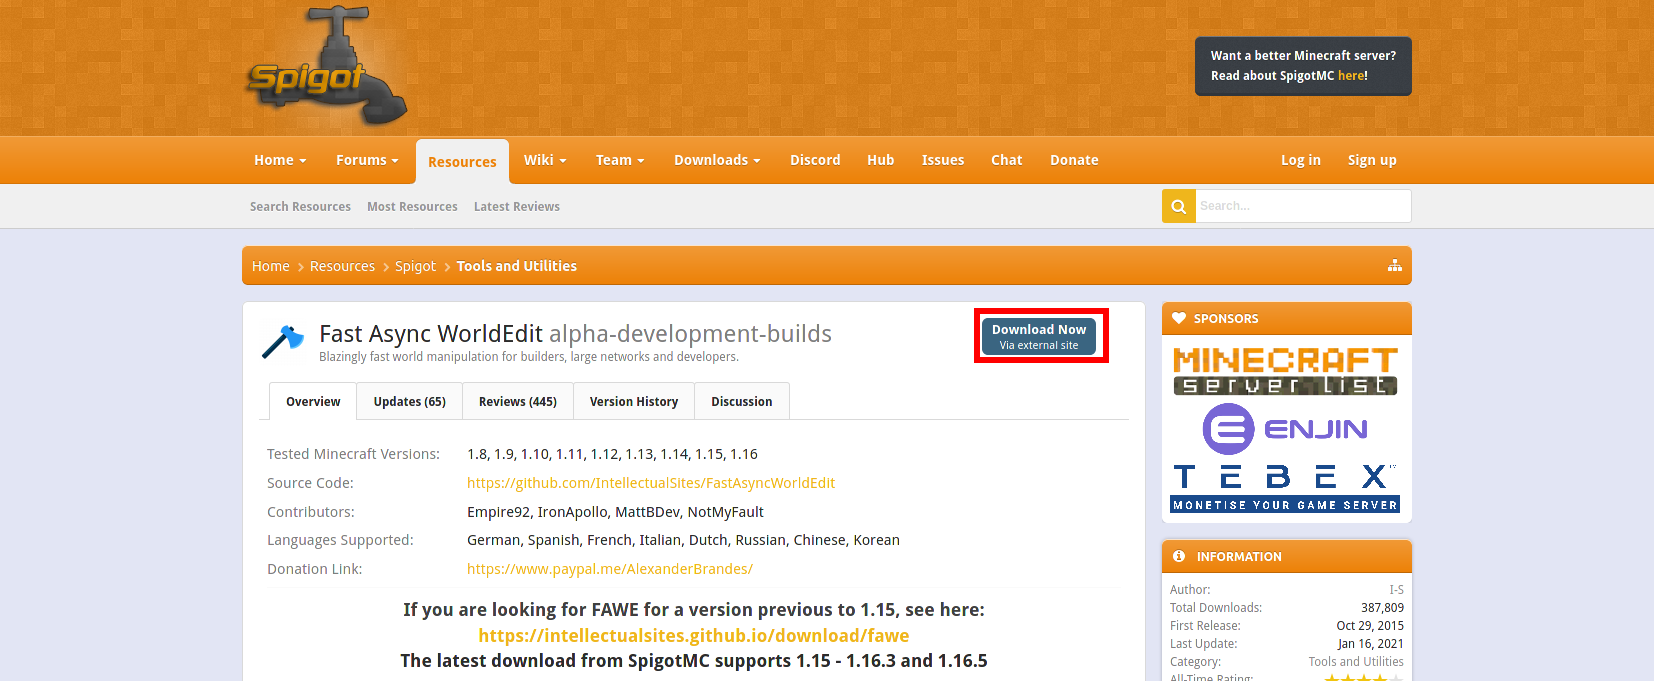 Spigot
Want a better Minecraft server?
Read about SpigotMC here!
Home Forums Resources Wiki Team Downloads Discord Hub Issues Chat Donate Log in Sign up
Search Resources Most Resources Latest Reviews
Search...
Home Resources Spigot Tools and Utilities
Fast Async WorldEdit alpha-development-builds
Blazingly fast world manipulation for builders, large networks and developers.
Download Now
Via external site
Overview Updates (65) Reviews (445) Version History Discussion
Tested Minecraft Versions: 1.8, 1.9, 1.10, 1.11, 1.12, 1.13, 1.14, 1.15, 1.16
Source Code: https://github.com/IntellectualSites/FastAsyncWorldEdit
Contributors: Empire92, IronApollo, MattBDev, NotMyFault
Languages Supported: German, Spanish, French, Italian, Dutch, Russian, Chinese, Korean
Donation Link: https://www.paypal.me/AlexanderBrandes/
If you are looking for FAWE for a version previous to 1.15, see here:
https://intellectualsites.github.io/download/fawe
The latest download from SpigotMC supports 1.15 - 1.16.3 and 1.16.5
SPONSORS
MINECRAFT
server list
ENJIN
TEBEX™
MONETISE YOUR GAME SERVER
INFORMATION
Author: I-S
Total Downloads: 387,809
First Release: Oct 29, 2015
Last Update: Jan 16, 2021
Category: Tools and Utilities
All-Time Rating: